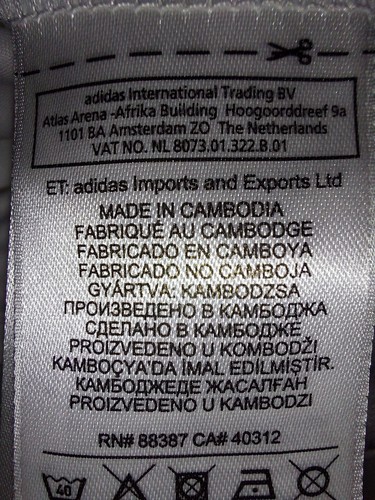 adidas International Trading BV
Atlas Arena -Afrika Building Hoogoorddreef 9a
1101 BA Amsterdam ZO The Netherlands
VAT NO. NL 8073.01.322.B.01
ET: adidas Imports and Exports Ltd
MADE IN CAMBODIA
FABRIQUÉ AU CAMBODGE
FABRICADO EN CAMBOYA
FABRICADO NO CAMBOJA
GYÁRTVA: KAMBODZSA
ПРОИЗВЕДЕНО В КАМБОДЖА
СДЕЛАНО В КАМБОДЖЕ
PROIZVEDENO U KOMBODŽI
KAMBOÇYA'DA İMAL EDİLMİŞTİR.
КАМБОДЖЕДЕ ЖАСАЛҒАН
PROIZVEDENO U KAMBODZI
RN# 88387 CA# 40312
40